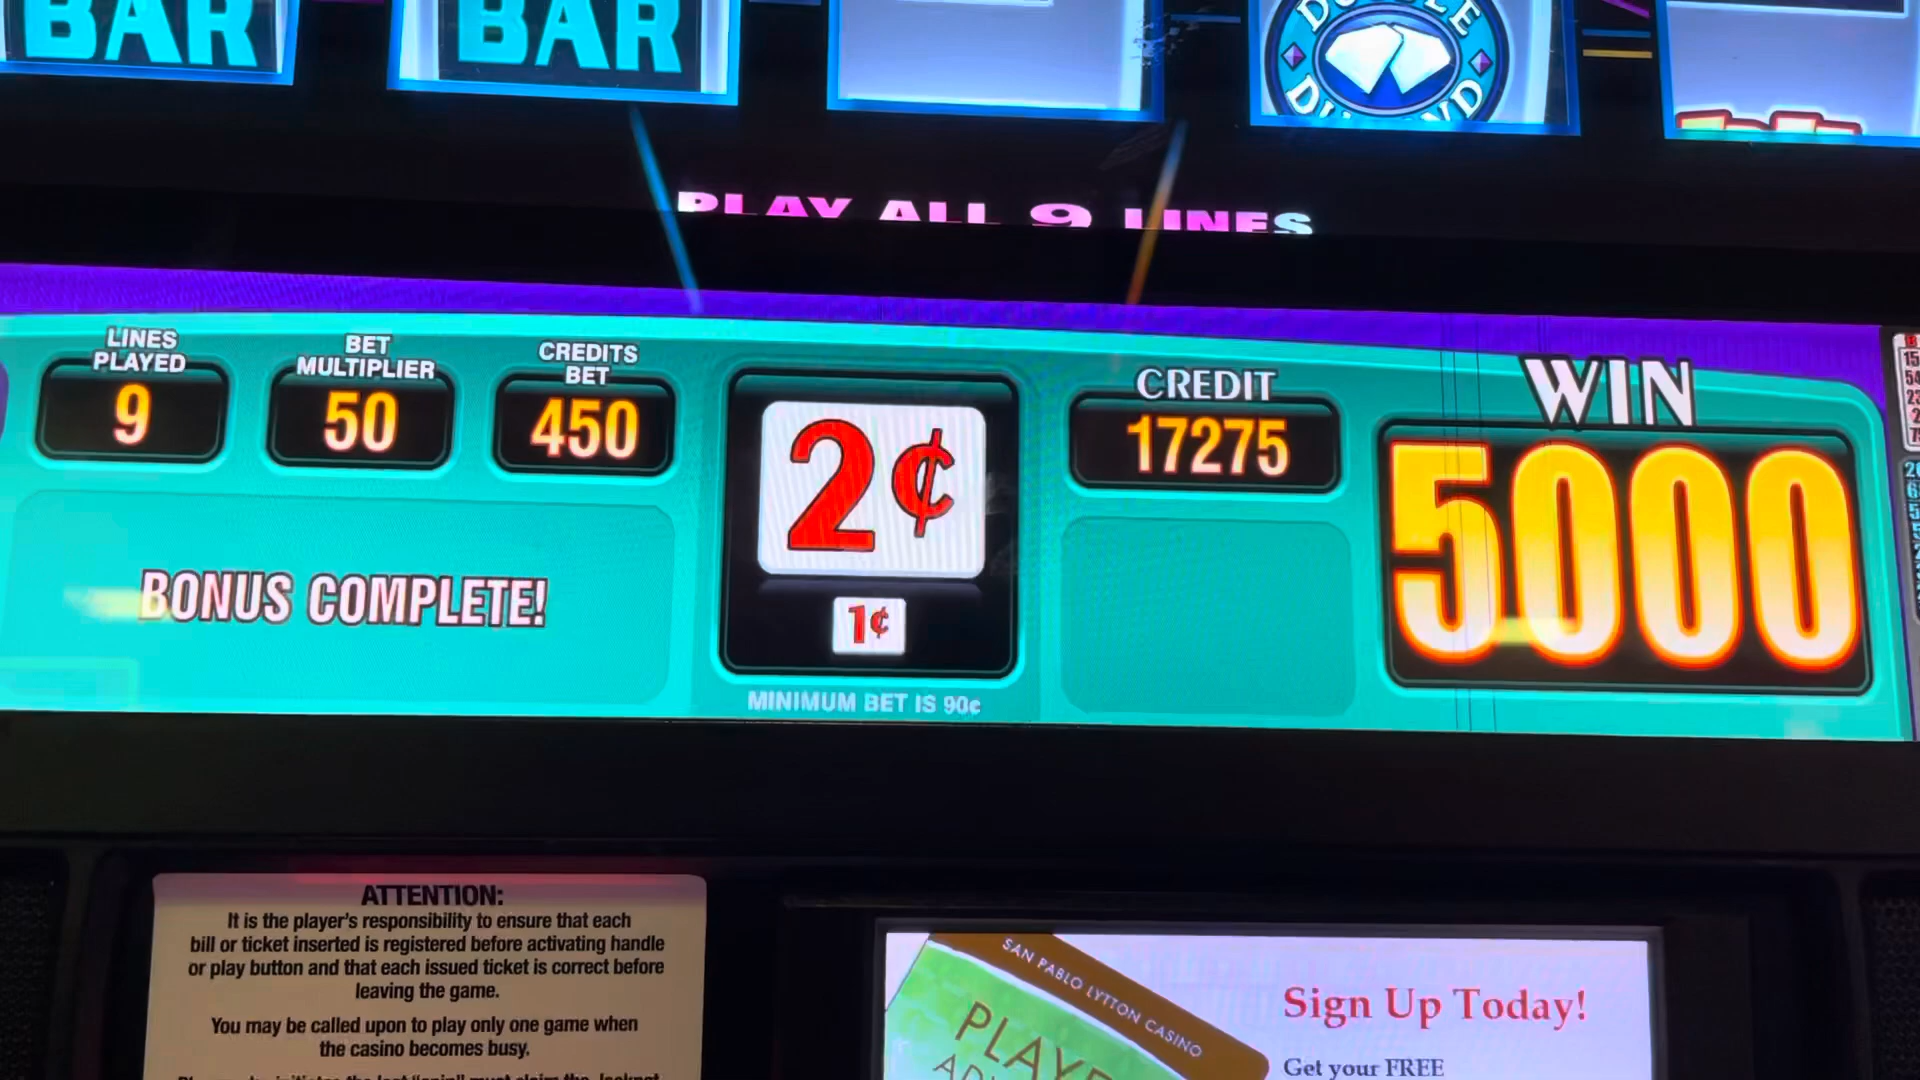 BAR
BAR
DOUBLE
DIAMOND
PLAY ALL 9 LINES
LINES
PLAYED
9
BET
MULTIPLIER
50
CREDITS
BET
450
2¢
1¢
MINIMUM BET IS 90¢
CREDIT
17275
WIN
5000
BONUS COMPLETE!
ATTENTION:
It is the player's responsibility to ensure that each
bill or ticket inserted is registered before activating handle
or play button and that each issued ticket is correct before
leaving the game.
You may be called upon to play only one game when
the casino becomes busy.
SAN PABLO LYTTON CASINO
Sign Up Today!
Get your FREE